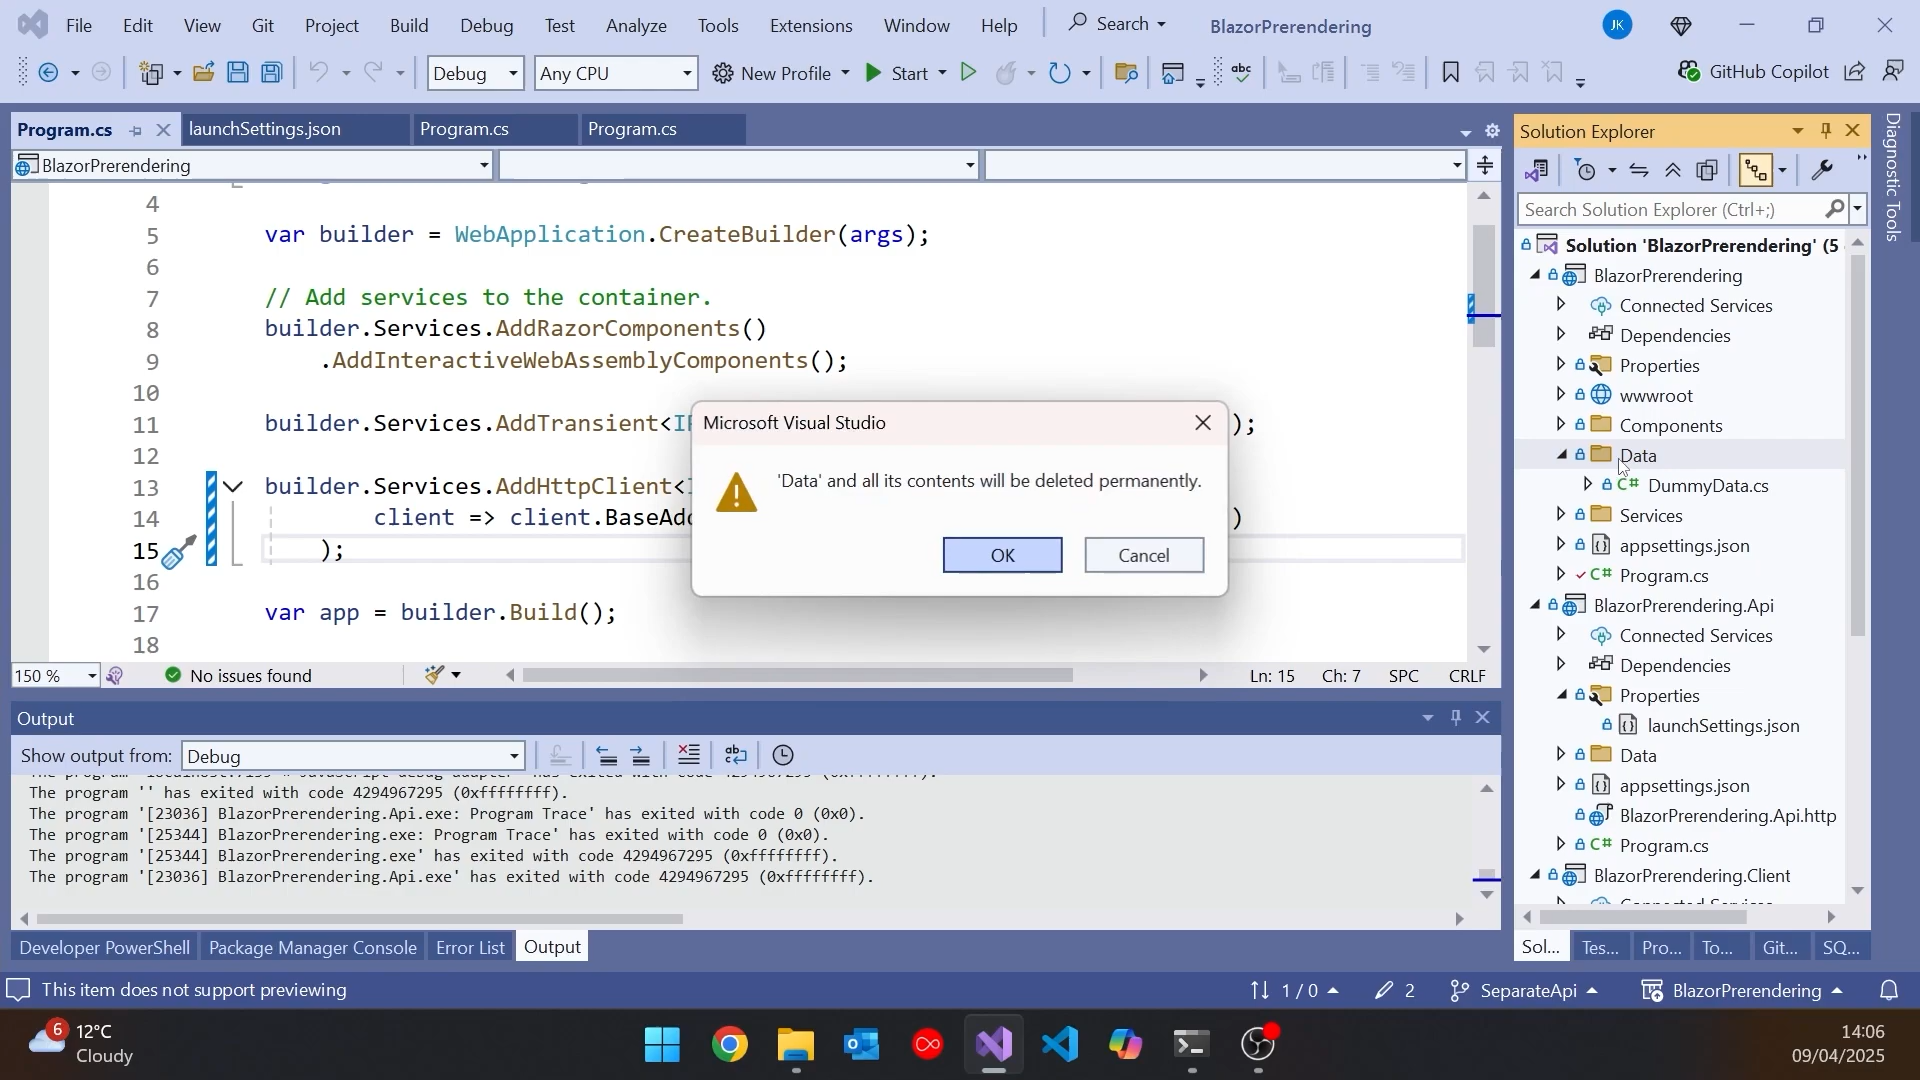 File Edit View Git Project Build Debug Test Analyze Tools Extensions Window Help Search BlazorPrerendering JK
Debug Any CPU New Profile Start GitHub Copilot
Program.cs launchSettings.json Program.cs Program.cs
BlazorPrerendering
4
5 var builder = WebApplication.CreateBuilder(args);
6
7 // Add services to the container.
8 builder.Services.AddRazorComponents()
9 .AddInteractiveWebAssemblyComponents();
10
11 builder.Services.AddTransient< );
12
13 builder.Services.AddHttpClient<
14 client => client.BaseAdd )
15 );
16
17 var app = builder.Build();
18
Microsoft Visual Studio
'Data' and all its contents will be deleted permanently.
OK Cancel
150 % No issues found Ln: 15 Ch: 7 SPC CRLF
Output
Show output from: Debug
The program '' has exited with code 4294967295 (0xffffffff).
The program '[23036] BlazorPrerendering.Api.exe: Program Trace' has exited with code 0 (0x0).
The program '[25344] BlazorPrerendering.exe: Program Trace' has exited with code 0 (0x0).
The program '[25344] BlazorPrerendering.exe' has exited with code 4294967295 (0xffffffff).
The program '[23036] BlazorPrerendering.Api.exe' has exited with code 4294967295 (0xffffffff).
Developer PowerShell Package Manager Console Error List Output
Solution Explorer
Search Solution Explorer (Ctrl+;)
Solution 'BlazorPrerendering' (5
BlazorPrerendering
Connected Services
Dependencies
Properties
wwwroot
Components
Data
C# DummyData.cs
Services
appsettings.json
C# Program.cs
BlazorPrerendering.Api
Connected Services
Dependencies
Properties
launchSettings.json
Data
appsettings.json
BlazorPrerendering.Api.http
C# Program.cs
BlazorPrerendering.Client
Sol... Tes... Pro... To... Git... SQ...
Diagnostic Tools
This item does not support previewing 1 / 0 2 SeparateApi BlazorPrerendering
6 12°C
Cloudy
14:06
09/04/2025